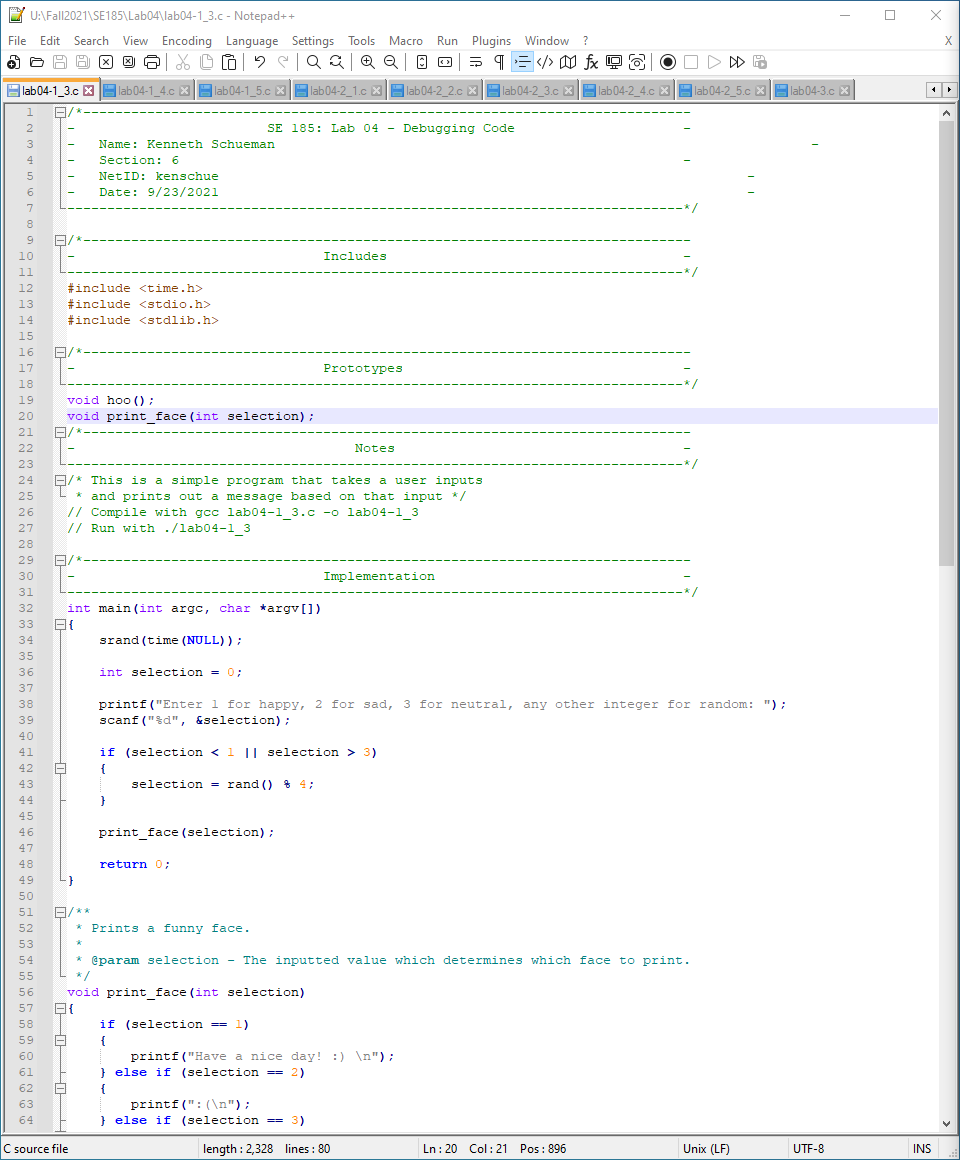 U:\Fall2021\SE185\Lab04\lab04-1_3.c - Notepad++
File Edit Search View Encoding Language Settings Tools Macro Run Plugins Window ? X
lab04-1_3.c lab04-1_4.c lab04-1_5.c lab04-2_1.c lab04-2_2.c lab04-2_3.c lab04-2_4.c lab04-2_5.c lab04-3.c
1 /*----------------------------------------------------------------------------
2 - SE 185: Lab 04 - Debugging Code -
3 - Name: Kenneth Schueman -
4 - Section: 6 -
5 - NetID: kenschue -
6 - Date: 9/23/2021 -
7 -----------------------------------------------------------------------------*/
8
9 /*----------------------------------------------------------------------------
10 - Includes -
11 -----------------------------------------------------------------------------*/
12 #include <time.h>
13 #include <stdio.h>
14 #include <stdlib.h>
15
16 /*----------------------------------------------------------------------------
17 - Prototypes -
18 -----------------------------------------------------------------------------*/
19 void hoo();
20 void print_face(int selection);
21 /*----------------------------------------------------------------------------
22 - Notes -
23 -----------------------------------------------------------------------------*/
24 /* This is a simple program that takes a user inputs
25 * and prints out a message based on that input */
26 // Compile with gcc lab04-1_3.c -o lab04-1_3
27 // Run with ./lab04-1_3
28
29 /*----------------------------------------------------------------------------
30 - Implementation -
31 -----------------------------------------------------------------------------*/
32 int main(int argc, char *argv[])
33 {
34 srand(time(NULL));
35
36 int selection = 0;
37
38 printf("Enter 1 for happy, 2 for sad, 3 for neutral, any other integer for random: ");
39 scanf("%d", &selection);
40
41 if (selection < 1 || selection > 3)
42 {
43 selection = rand() % 4;
44 }
45
46 print_face(selection);
47
48 return 0;
49 }
50
51 /**
52 * Prints a funny face.
53 *
54 * @param selection - The inputted value which determines which face to print.
55 */
56 void print_face(int selection)
57 {
58 if (selection == 1)
59 {
60 printf("Have a nice day! :) \n");
61 } else if (selection == 2)
62 {
63 printf(":(\n");
64 } else if (selection == 3)
C source file length : 2,328 lines : 80 Ln : 20 Col : 21 Pos : 896 Unix (LF) UTF-8 INS